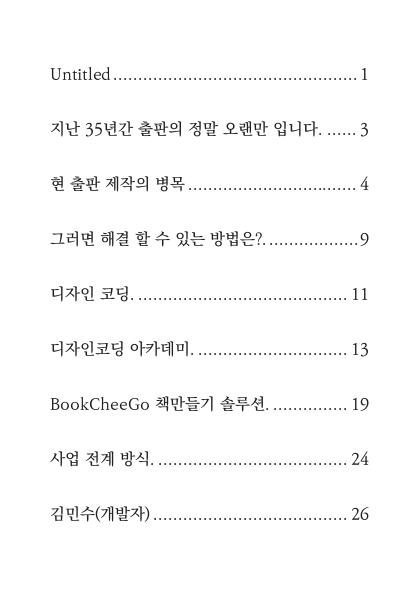 Untitled ................................................. 1
지난 35년간 출판의 정말 오랜만 입니다. ...... 3
현 출판 제작의 병목 .................................. 4
그러면 해결 할 수 있는 방법은?. .................. 9
디자인 코딩. .......................................... 11
디자인코딩 아카데미. .............................. 13
BookCheeGo 책만들기 솔루션. ............... 19
사업 전계 방식. ...................................... 24
김민수(개발자) ....................................... 26